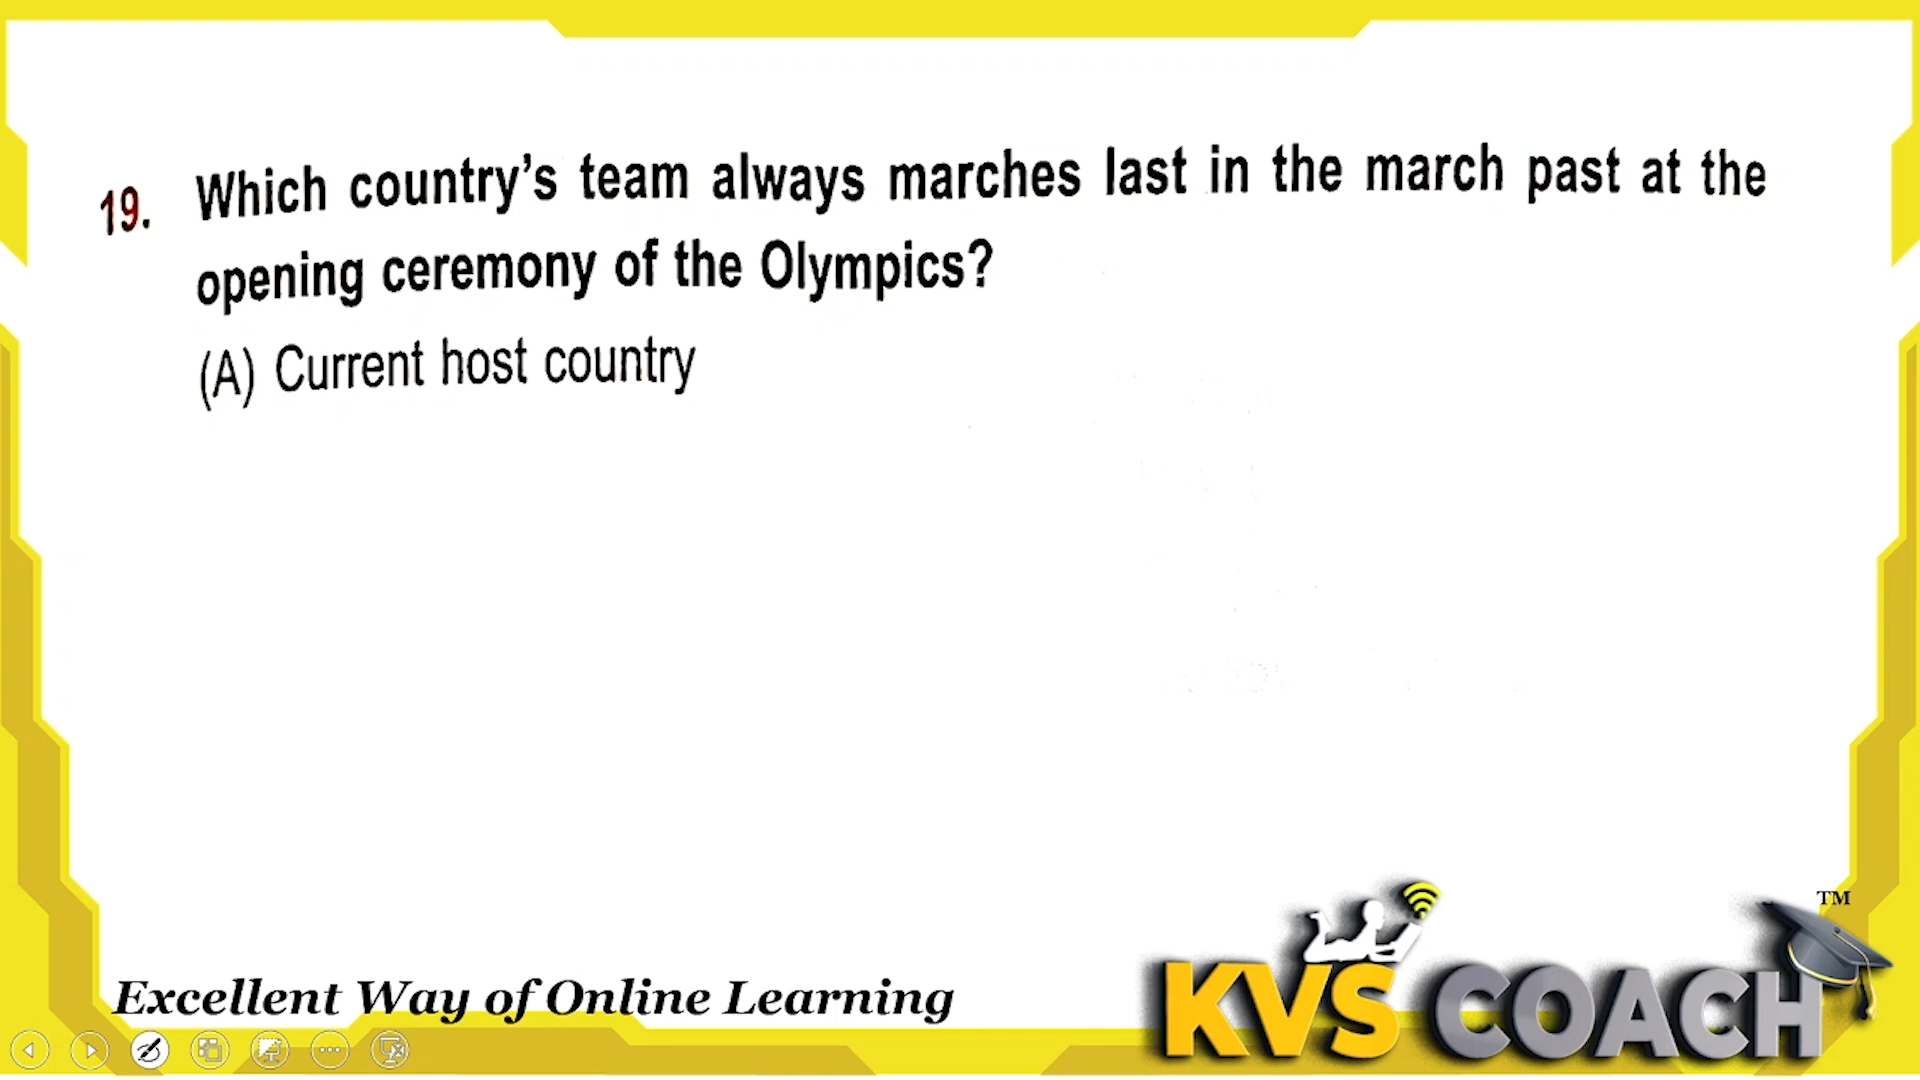 19. Which country's team always marches last in the march past at the
opening ceremony of the Olympics?
(A) Current host country
TM
KVS COACH
Excellent Way of Online Learning